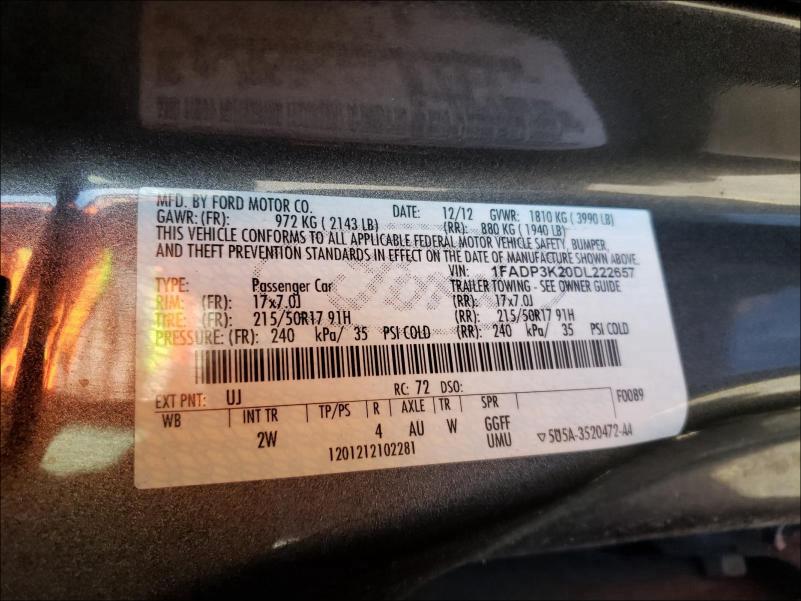 MFD. BY FORD MOTOR CO. DATE: 12/12 GVWR: 1810 KG ( 3990 LB)
GAWR: (FR): 972 KG ( 2143 LB) (RR): 880 KG ( 1940 LB)
THIS VEHICLE CONFORMS TO ALL APPLICABLE FEDERAL MOTOR VEHICLE SAFETY, BUMPER,
AND THEFT PREVENTION STANDARDS IN EFFECT ON THE DATE OF MANUFACTURE SHOWN ABOVE.
VIN: 1FADP3K20DL222657
TYPE: Passenger Car TRAILER TOWING - SEE OWNER GUIDE
RIM: (FR): 17x7.0J (RR): 17x7.0J
TIRE: (FR): 215/50R17 91H (RR): 215/50R17 91H
PRESSURE: (FR): 240 kPa/ 35 PSI COLD (RR): 240 kPa/ 35 PSI COLD
EXT PNT: UJ RC: 72 DSO: F0089
WB INT TR TP/PS R AXLE TR SPR
2W 4 AU W GGFF
UMU
1201212102281 ▽5U5A-3520472-AA